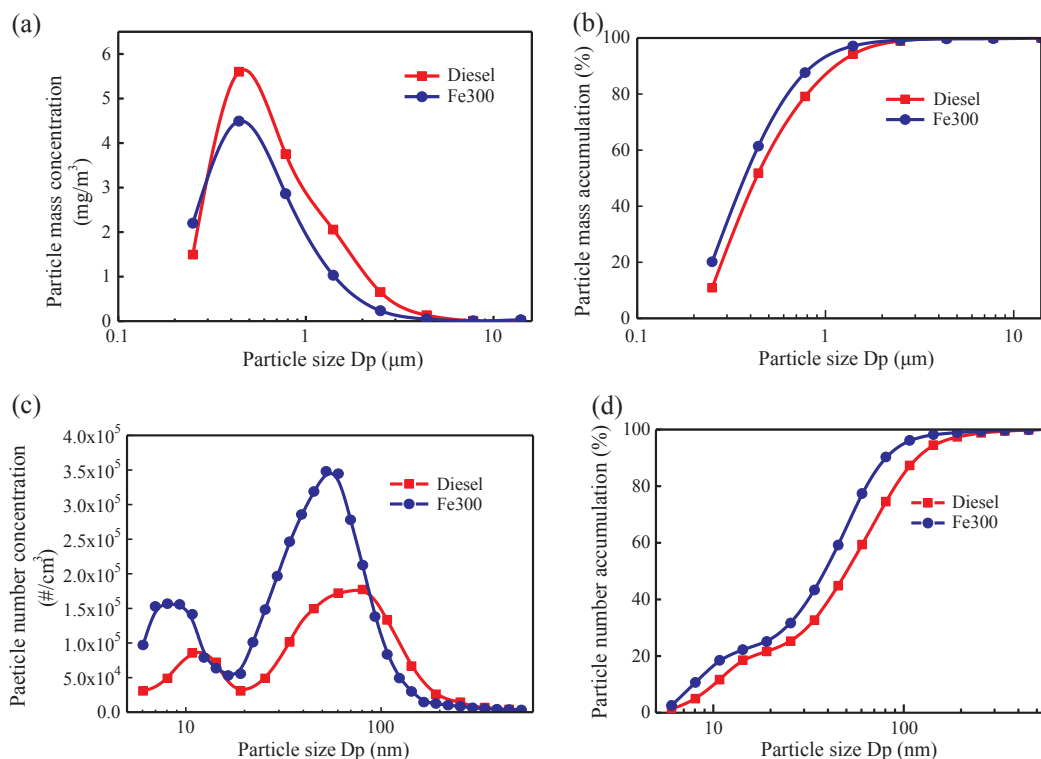 (a)
6
5
4
3
2
1
0
0.1
1
10
Particle mass concentration
(mg/m³)
Particle size Dp (μm)
Diesel
Fe300
(b)
100
80
60
40
20
0
0.1
1
10
Particle mass accumulation (%)
Particle size Dp (μm)
Diesel
Fe300
(c)
4.0x10⁵
3.5x10⁵
3.0x10⁵
2.5x10⁵
2.0x10⁵
1.5x10⁵
1.0x10⁵
5.0x10⁴
0.0
10
100
Paeticle number concentration
(#/cm³)
Particle size Dp (nm)
Diesel
Fe300
(d)
100
80
60
40
20
0
10
100
Particle number accumulation (%)
Particle size Dp (nm)
Diesel
Fe300